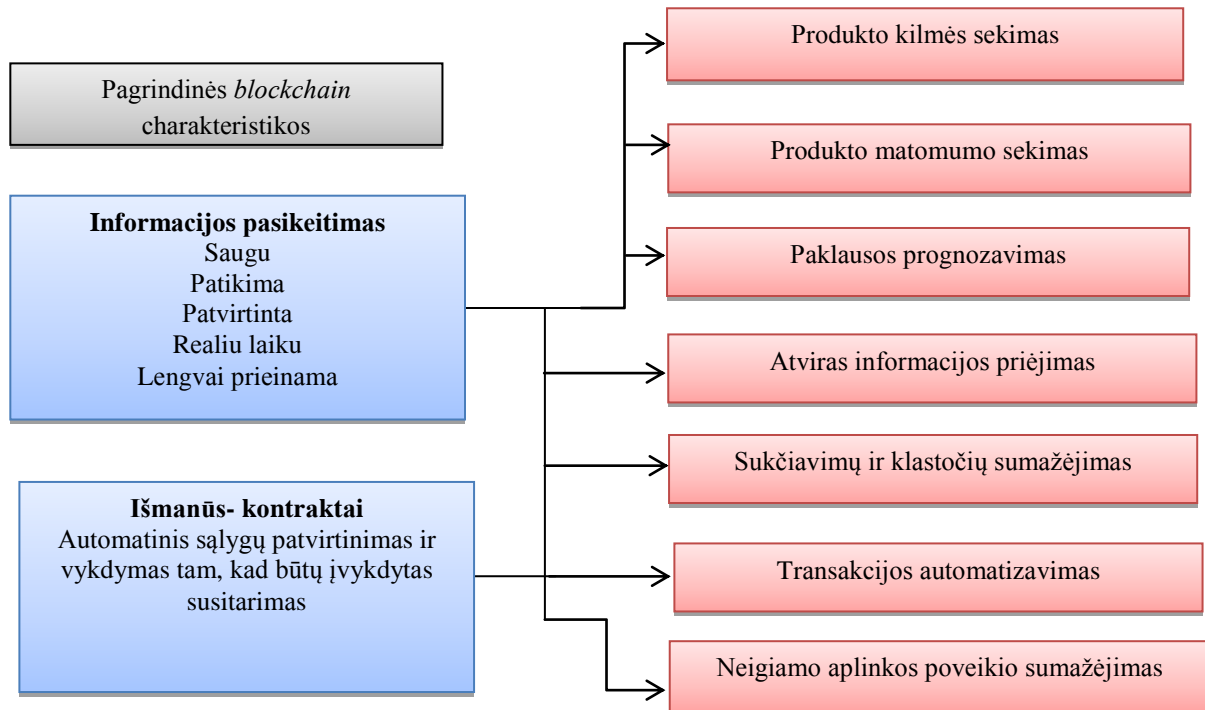 Pagrindinės blockchain
charakteristikos
Informacijos pasikeitimas
Saugu
Patikima
Patvirtinta
Realiu laiku
Lengvai prieinama
Išmanūs- kontraktai
Automatinis sąlygų patvirtinimas ir
vykdymas tam, kad būtų įvykdytas
susitarimas
Produkto kilmės sekimas
Produkto matomumo sekimas
Paklausos prognozavimas
Atviras informacijos priėjimas
Sukčiavimų ir klastočių sumažėjimas
Transakcijos automatizavimas
Neigiamo aplinkos poveikio sumažėjimas